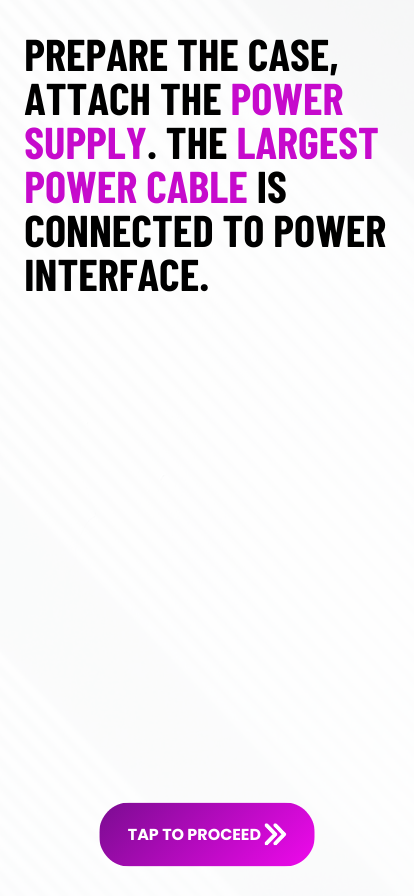 PREPARE THE CASE,
ATTACH THE POWER
SUPPLY. THE LARGEST
POWER CABLE IS
CONNECTED TO POWER
INTERFACE.
TAP TO PROCEED